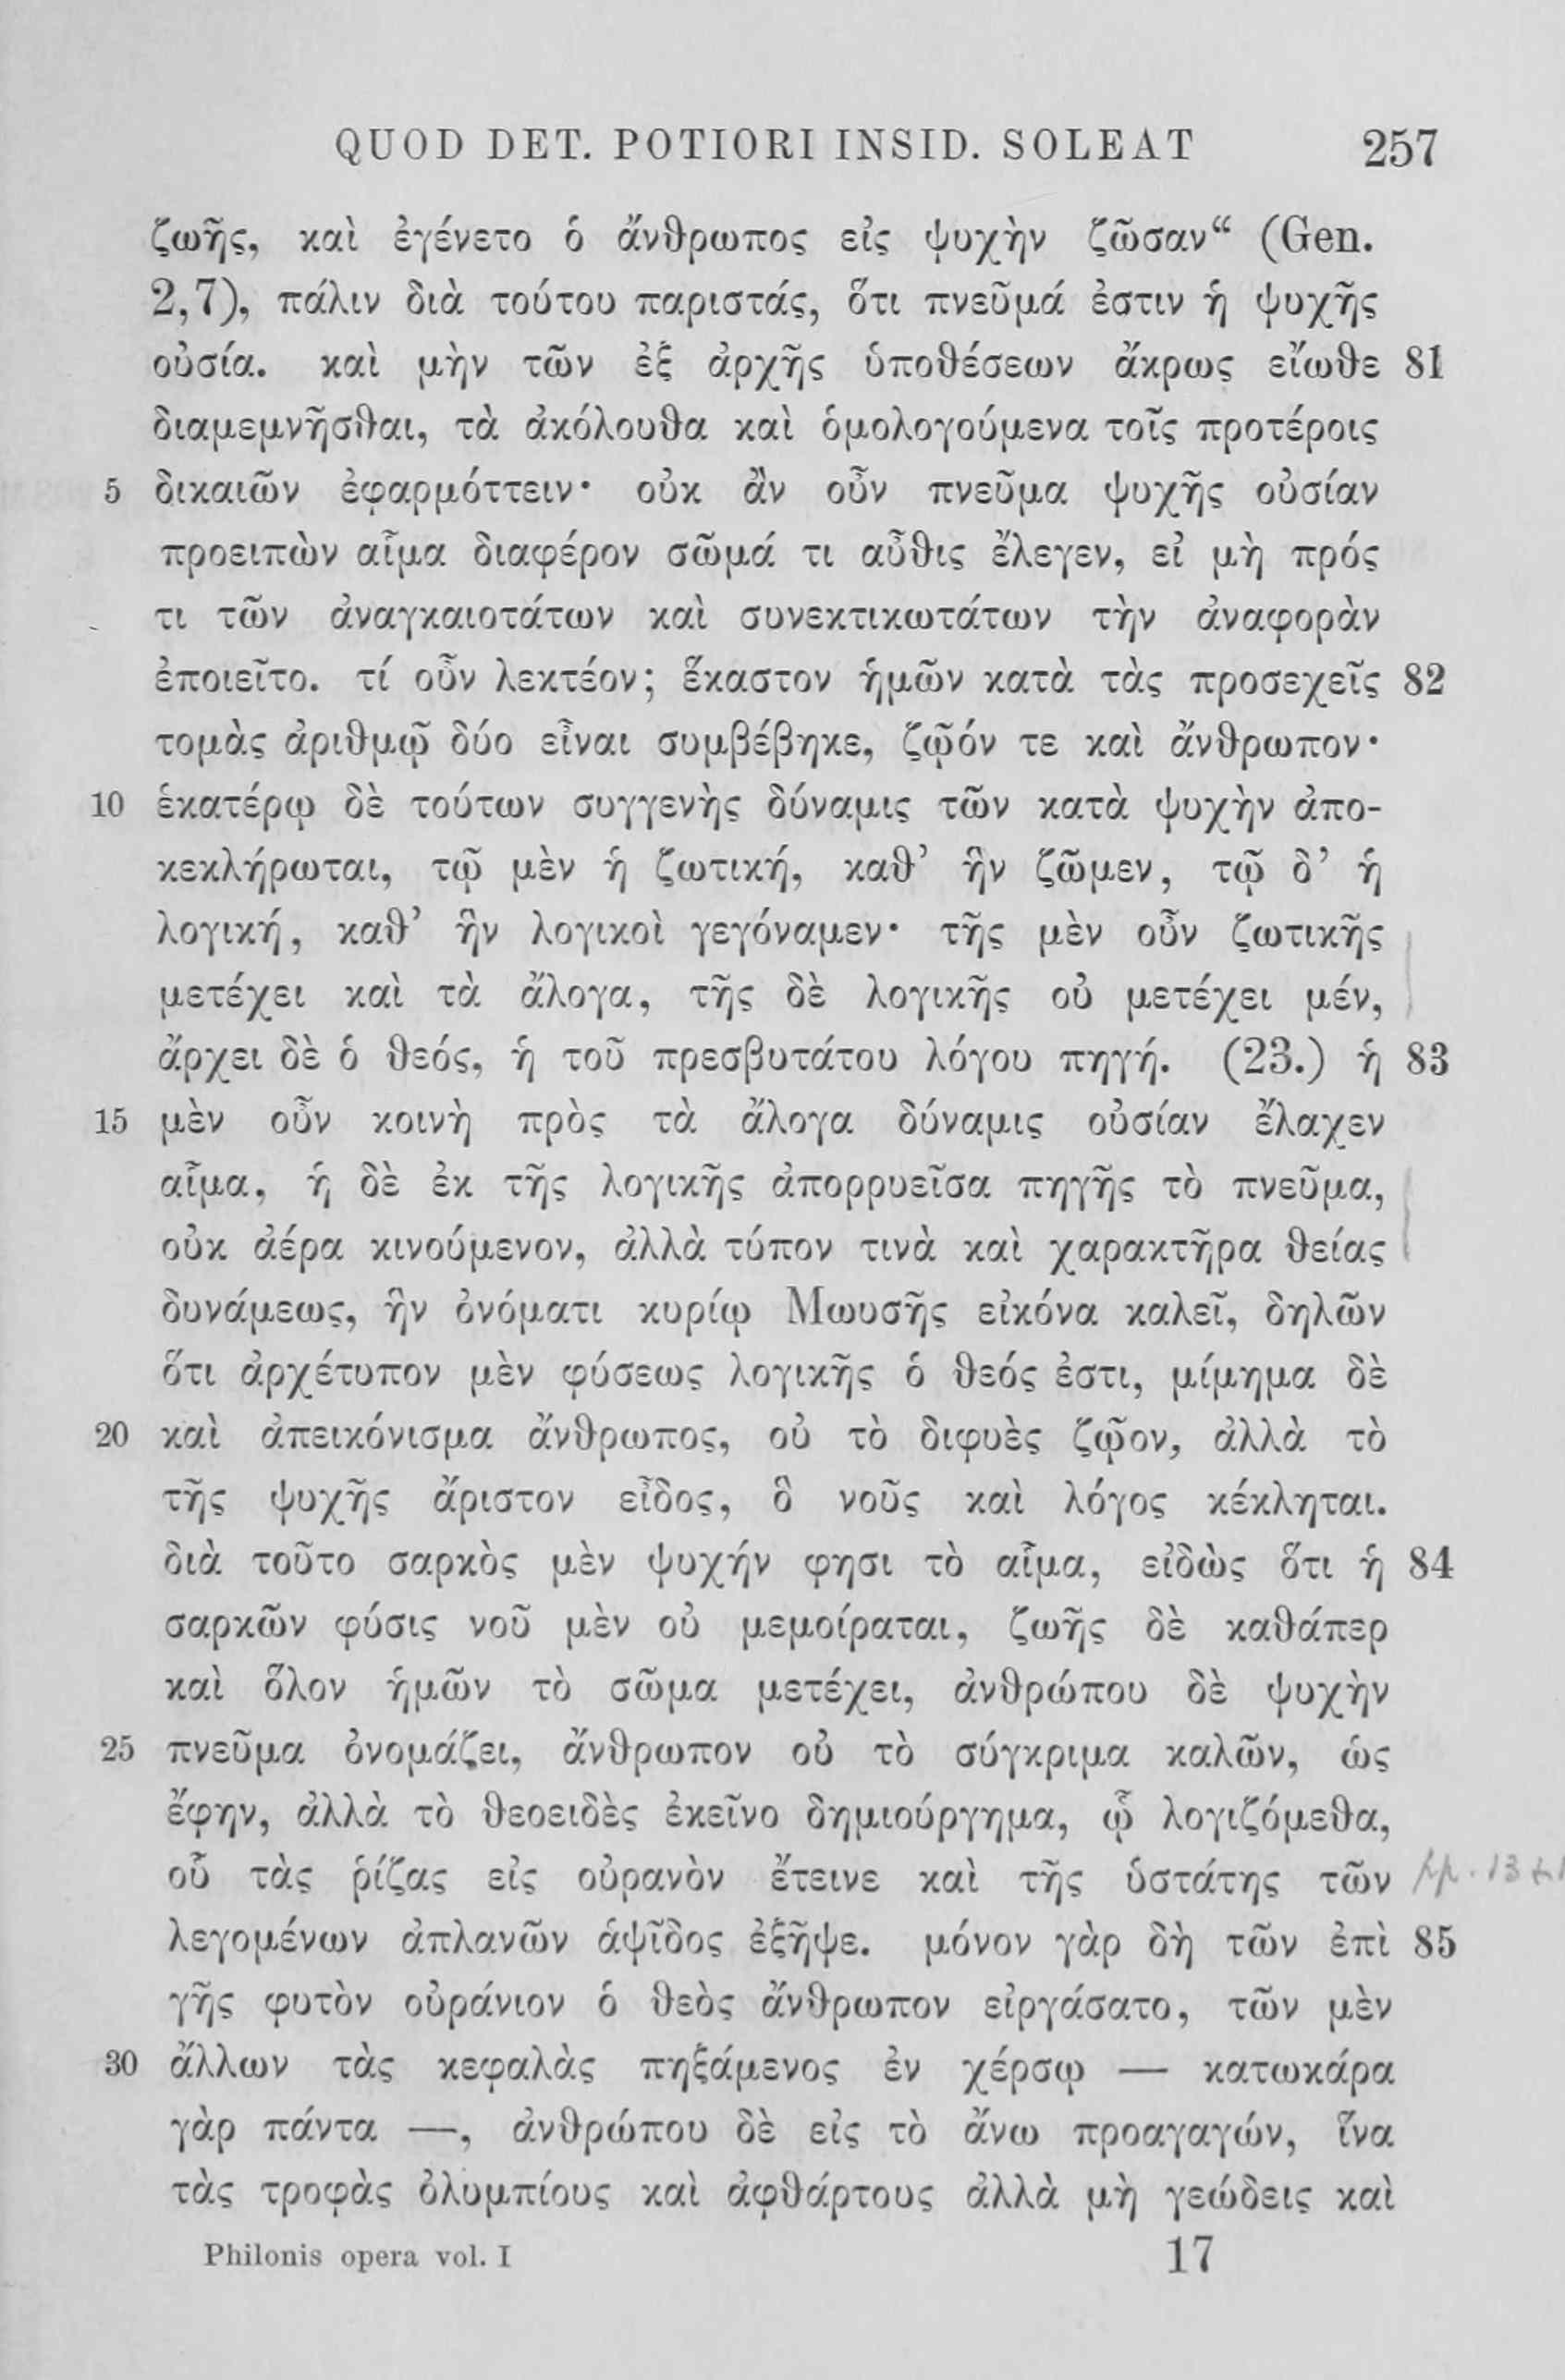 QUOD DET. POTIORI INSID. SOLEAT 257
ζωῆς, καὶ ἐγένετο ὁ ἄνθρωπος εἰς ψυχὴν ζῶσαν“ (Gen.
2,7), πάλιν διὰ τούτου παριστάς, ὅτι πνεῦμά ἐστιν ἡ ψυχῆς
οὐσία. καὶ μὴν τῶν ἐξ ἀρχῆς ὑποθέσεων ἄκρως εἴωθε 81
διαμεμνῆσθαι, τὰ ἀκόλουθα καὶ ὁμολογούμενα τοῖς προτέροις
5 δικαιῶν ἐφαρμόττειν· οὐκ ἂν οὖν πνεῦμα ψυχῆς οὐσίαν
προειπὼν αἷμα διαφέρον σῶμά τι αὖθις ἔλεγεν, εἰ μὴ πρός
τι τῶν ἀναγκαιοτάτων καὶ συνεκτικωτάτων τὴν ἀναφορὰν
ἐποιεῖτο. τί οὖν λεκτέον; ἕκαστον ἡμῶν κατὰ τὰς προσεχεῖς 82
τομὰς ἀριθμῷ δύο εἶναι συμβέβηκε, ζῷόν τε καὶ ἄνθρωπον·
10 ἑκατέρῳ δὲ τούτων συγγενὴς δύναμις τῶν κατὰ ψυχὴν ἀπο-
κεκλήρωται, τῷ μὲν ἡ ζωτική, καθ’ ἣν ζῶμεν, τῷ δ’ ἡ
λογική, καθ’ ἣν λογικοὶ γεγόναμεν· τῆς μὲν οὖν ζωτικῆς
μετέχει καὶ τὰ ἄλογα, τῆς δὲ λογικῆς οὐ μετέχει μέν,
ἄρχει δὲ ὁ θεός, ἡ τοῦ πρεσβυτάτου λόγου πηγή. (23.) ἡ 83
15 μὲν οὖν κοινὴ πρὸς τὰ ἄλογα δύναμις οὐσίαν ἔλαχεν
αἷμα, ἡ δὲ ἐκ τῆς λογικῆς ἀπορρυεῖσα πηγῆς τὸ πνεῦμα,
οὐκ ἀέρα κινούμενον, ἀλλὰ τύπον τινὰ καὶ χαρακτῆρα θείας
δυνάμεως, ἣν ὀνόματι κυρίῳ Μωυσῆς εἰκόνα καλεῖ, δηλῶν
ὅτι ἀρχέτυπον μὲν φύσεως λογικῆς ὁ θεός ἐστι, μίμημα δὲ
20 καὶ ἀπεικόνισμα ἄνθρωπος, οὐ τὸ διφυὲς ζῷον, ἀλλὰ τὸ
τῆς ψυχῆς ἄριστον εἶδος, ὃ νοῦς καὶ λόγος κέκληται.
διὰ τοῦτο σαρκὸς μὲν ψυχήν φησι τὸ αἷμα, εἰδὼς ὅτι ἡ 84
σαρκῶν φύσις νοῦ μὲν οὐ μεμοίραται, ζωῆς δὲ καθάπερ
καὶ ὅλον ἡμῶν τὸ σῶμα μετέχει, ἀνθρώπου δὲ ψυχὴν
25 πνεῦμα ὀνομάζει, ἄνθρωπον οὐ τὸ σύγκριμα καλῶν, ὡς
ἔφην, ἀλλὰ τὸ θεοειδὲς ἐκεῖνο δημιούργημα, ᾧ λογιζόμεθα,
οὗ τὰς ῥίζας εἰς οὐρανὸν ἔτεινε καὶ τῆς ὑστάτης τῶν
λεγομένων ἀπλανῶν ἁψῖδος ἐξῆψε. μόνον γὰρ δὴ τῶν ἐπὶ 85
γῆς φυτὸν οὐράνιον ὁ θεὸς ἄνθρωπον εἰργάσατο, τῶν μὲν
30 ἄλλων τὰς κεφαλὰς πηξάμενος ἐν χέρσῳ — κατωκάρα
γὰρ πάντα —, ἀνθρώπου δὲ εἰς τὸ ἄνω προαγαγών, ἵνα
τὰς τροφὰς ὀλυμπίους καὶ ἀφθάρτους ἀλλὰ μὴ γεώδεις καὶ
Philonis opera vol. I 17